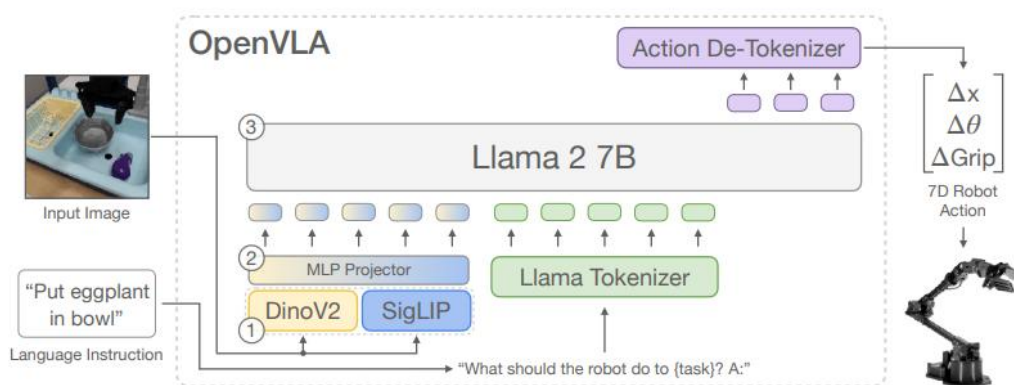 OpenVLA
Action De-Tokenizer
Input Image
3
Llama 2 7B
Δx
Δθ
ΔGrip
7D Robot
Action
2
MLP Projector
DinoV2
SigLIP
1
Llama Tokenizer
“Put eggplant
in bowl”
Language Instruction
“What should the robot do to {task}? A:”